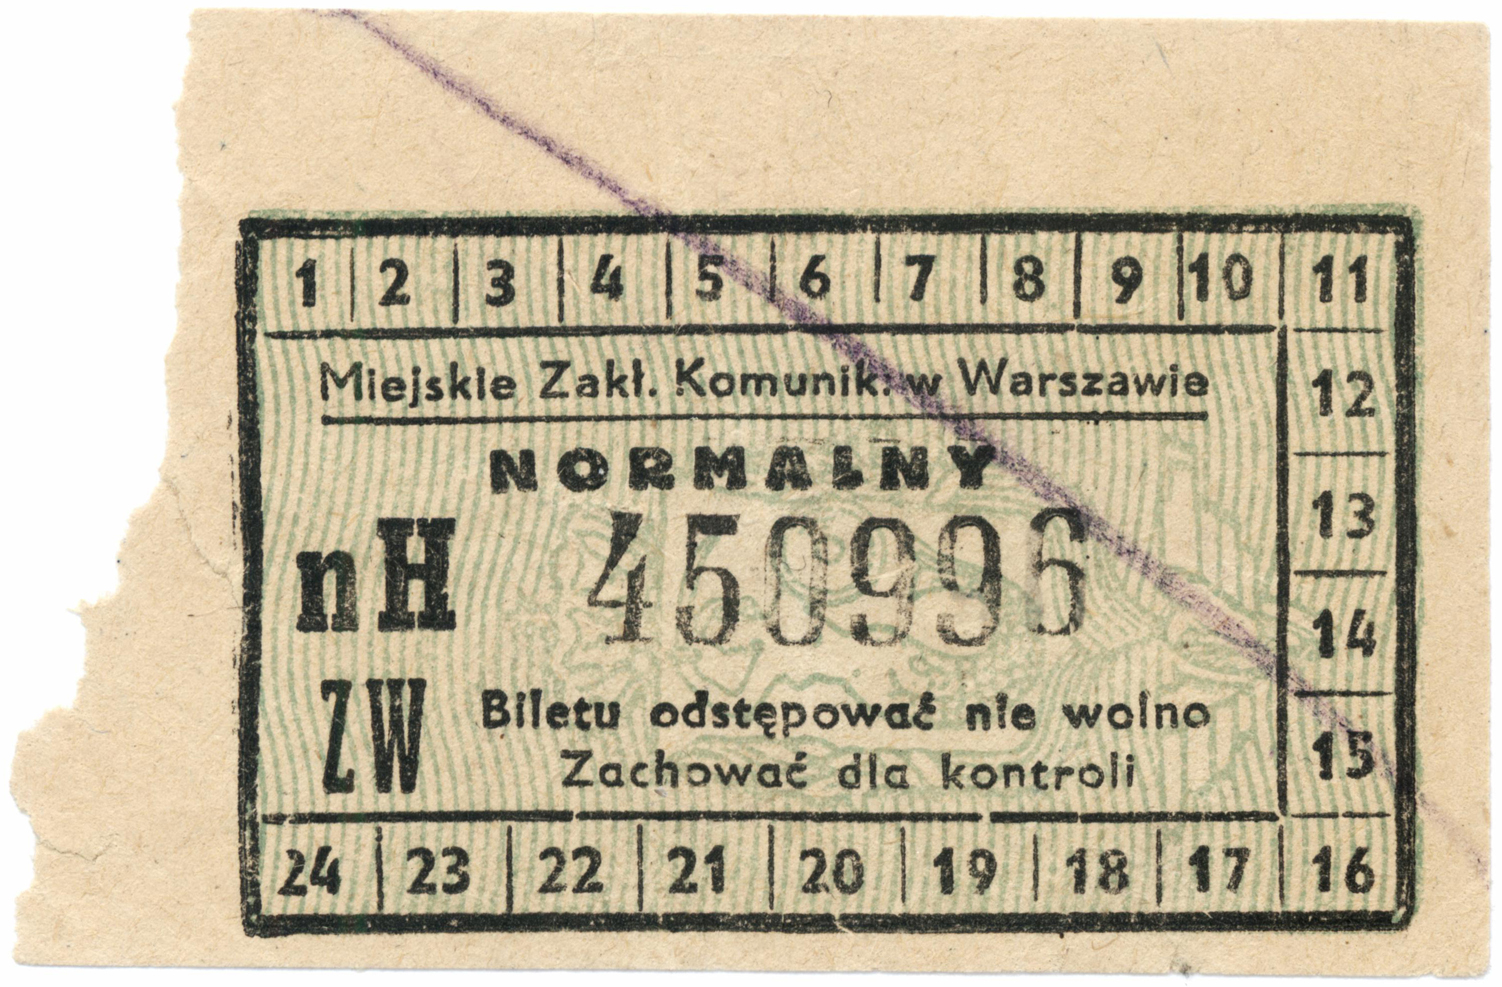 1 2 3 4 5 6 7 8 9 10 11
Miejskie Zakł. Komunik. w Warszawie
12
NORMALNY
13
nH 450996
14
ZW Biletu odstępować nie wolno
15
Zachować dla kontroli
24 23 22 21 20 19 18 17 16